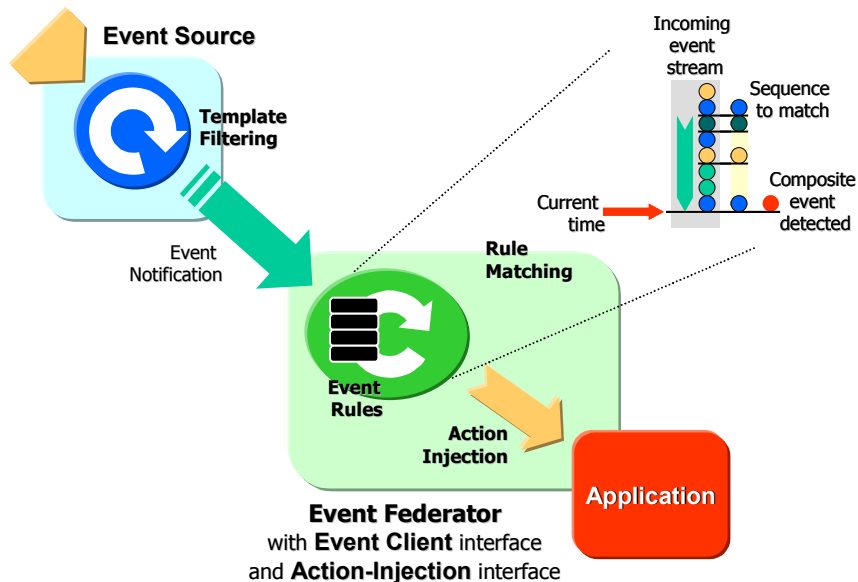 Event Source
Template
Filtering
Event
Notification
Incoming
event
stream
Sequence
to match
Current
time
Composite
event
detected
Rule
Matching
Event
Rules
Action
Injection
Application
Event Federator
with Event Client interface
and Action-Injection interface